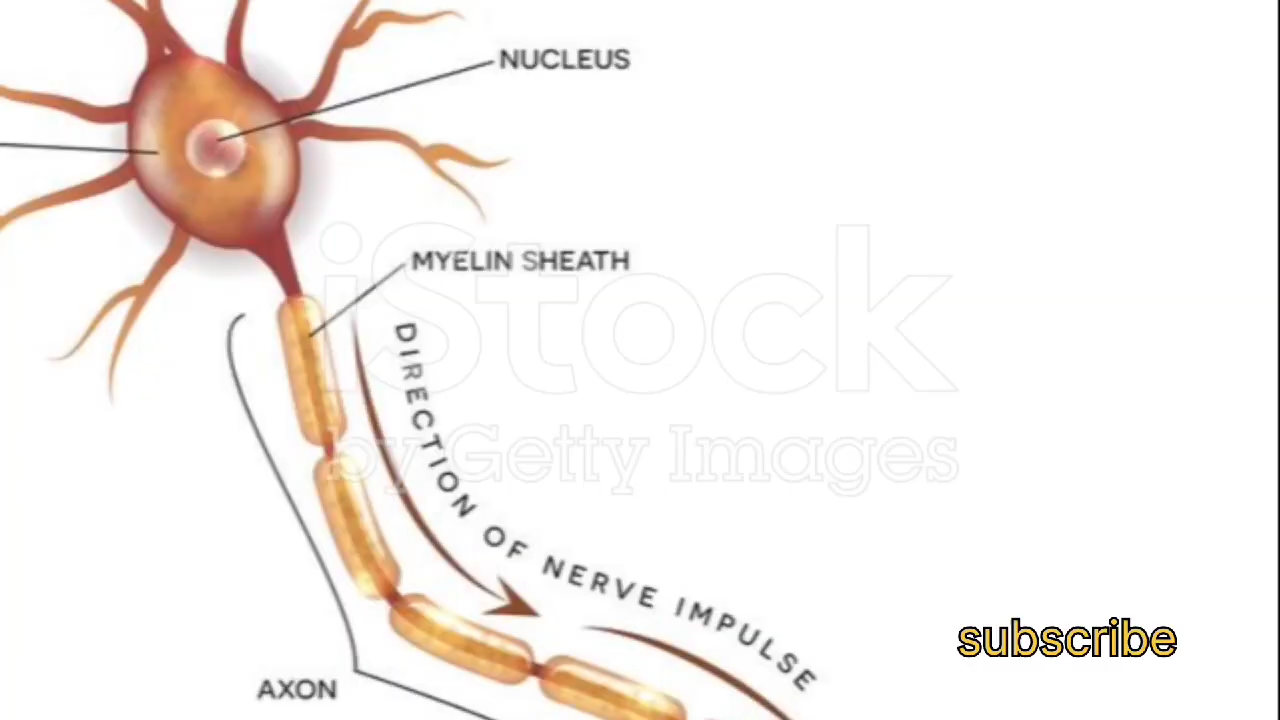 NUCLEUS
MYELIN SHEATH
iStock
by Getty Images
DIRECTION OF NERVE IMPULSE
subscribe
AXON